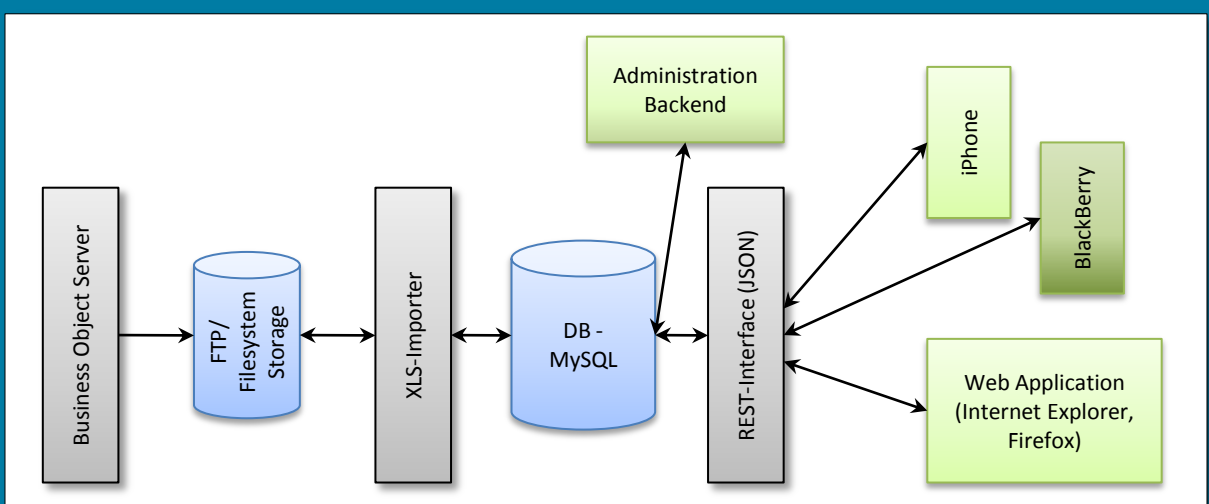 Administration
Backend
iPhone
BlackBerry
Business Object Server
FTP/
Filesystem
Storage
XLS-Importer
DB -
MySQL
REST-Interface (JSON)
Web Application
(Internet Explorer,
Firefox)